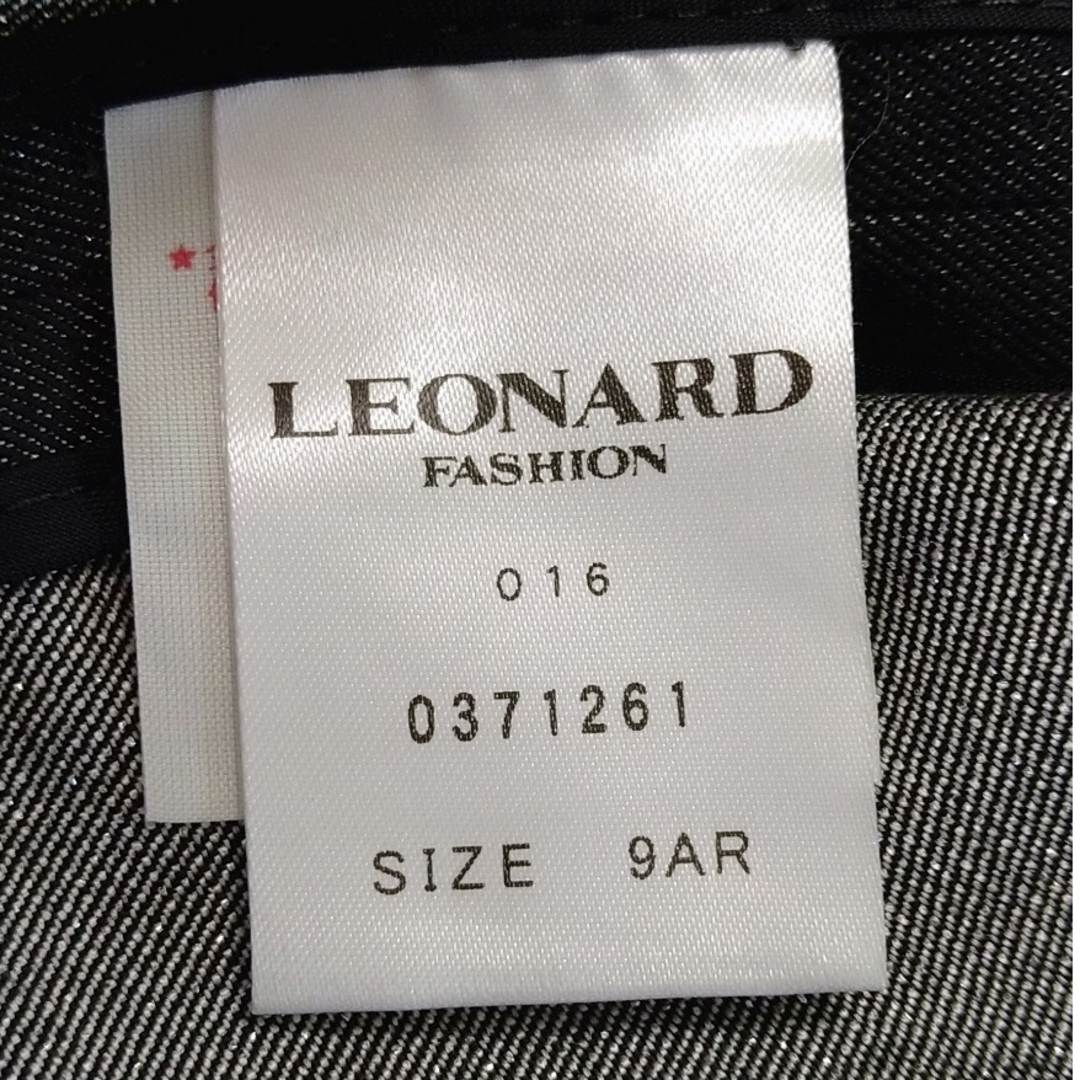 LEONARD
FASHION
016
0371261
SIZE 9AR